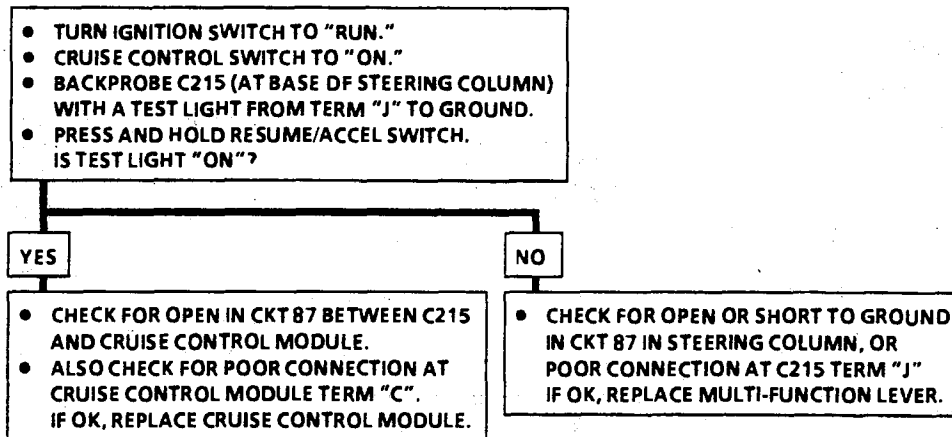 • TURN IGNITION SWITCH TO "RUN."
• CRUISE CONTROL SWITCH TO "ON."
• BACKPROBE C215 (AT BASE DF STEERING COLUMN)
WITH A TEST LIGHT FROM TERM "J" TO GROUND.
• PRESS AND HOLD RESUME/ACCEL SWITCH.
IS TEST LIGHT "ON"?
YES
NO
• CHECK FOR OPEN IN CKT 87 BETWEEN C215
AND CRUISE CONTROL MODULE.
• ALSO CHECK FOR POOR CONNECTION AT
CRUISE CONTROL MODULE TERM "C".
IF OK, REPLACE CRUISE CONTROL MODULE.
• CHECK FOR OPEN OR SHORT TO GROUND
IN CKT 87 IN STEERING COLUMN, OR
POOR CONNECTION AT C215 TERM "J"
IF OK, REPLACE MULTI-FUNCTION LEVER.